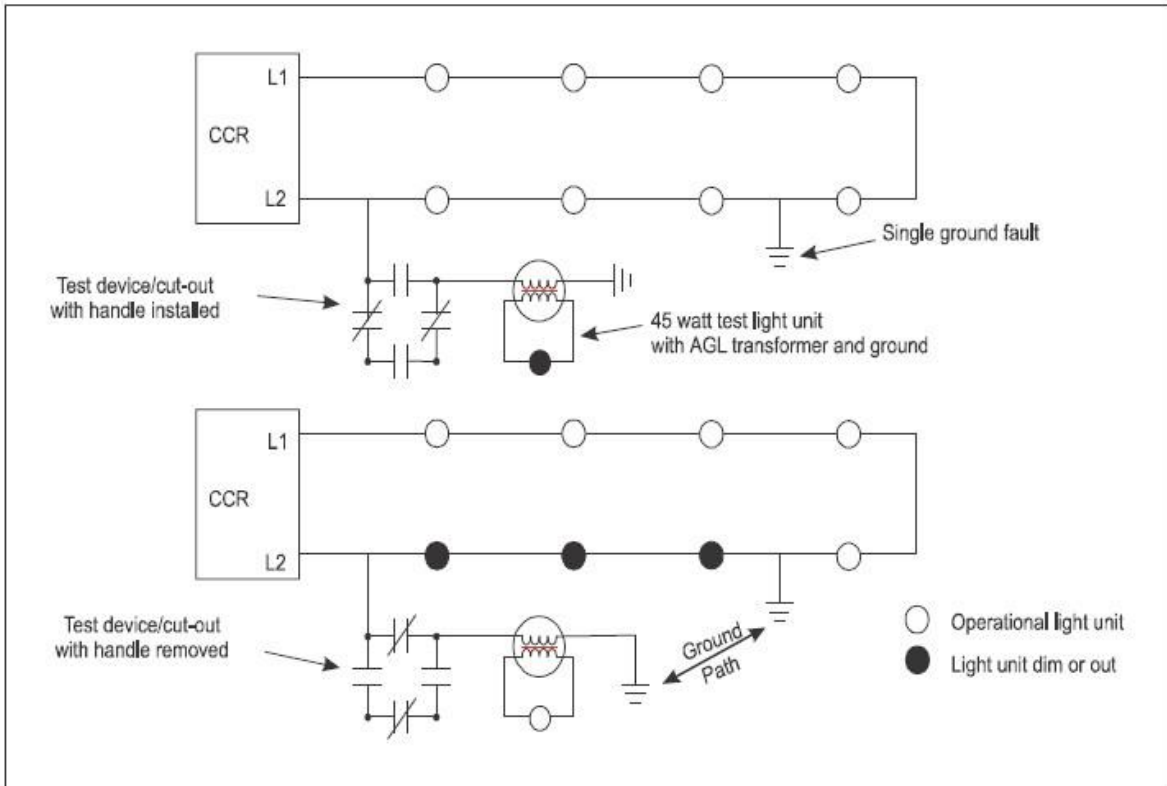 L1
CCR
L2
Single ground fault
Test device/cut-out
with handle installed
45 watt test light unit
with AGL transformer and ground
L1
CCR
L2
Test device/cut-out
with handle removed
Ground
Path
Operational light unit
Light unit dim or out